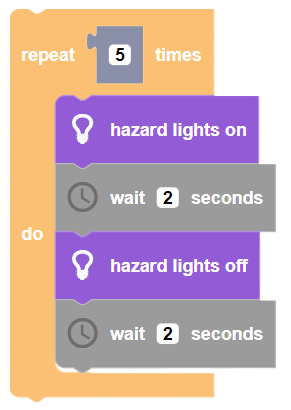 repeat 5 times
hazard lights on
wait 2 seconds
do
hazard lights off
wait 2 seconds